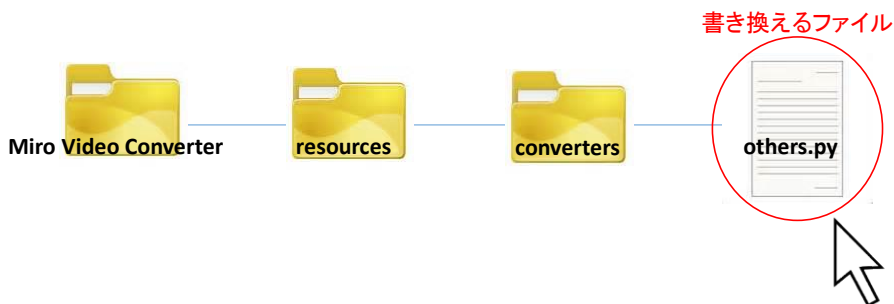 書き換えるファイル
Miro Video Converter
resources
converters
others.py